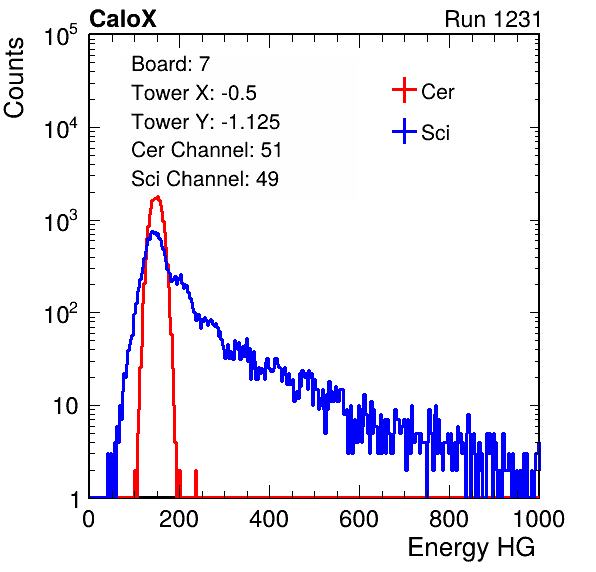 CaloX Run 1231
Counts
10^5
10^4
10^3
10^2
10
1
Board: 7
Tower X: -0.5
Tower Y: -1.125
Cer Channel: 51
Sci Channel: 49
Cer
Sci
0 200 400 600 800 1000
Energy HG